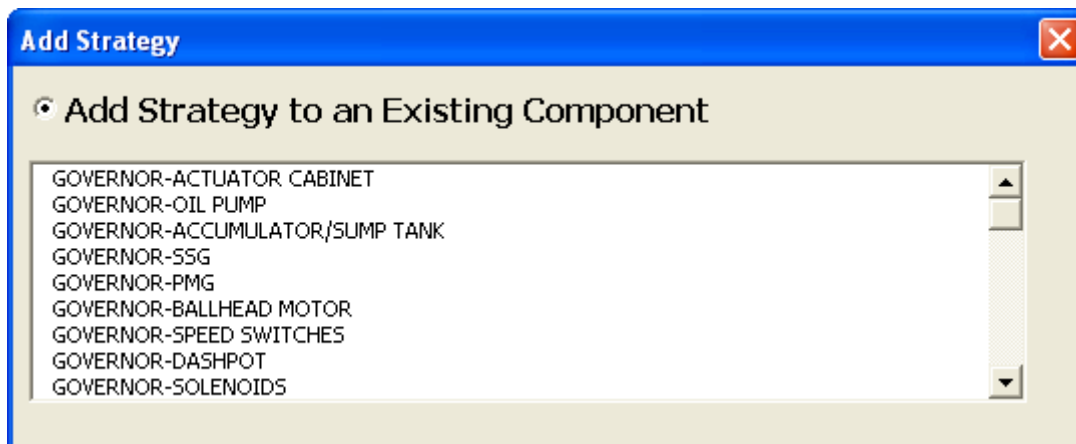 Add Strategy
Add Strategy to an Existing Component
GOVERNOR-ACTUATOR CABINET
GOVERNOR-OIL PUMP
GOVERNOR-ACCUMULATOR/SUMP TANK
GOVERNOR-SSG
GOVERNOR-PMG
GOVERNOR-BALLHEAD MOTOR
GOVERNOR-SPEED SWITCHES
GOVERNOR-DASHPOT
GOVERNOR-SOLENOIDS